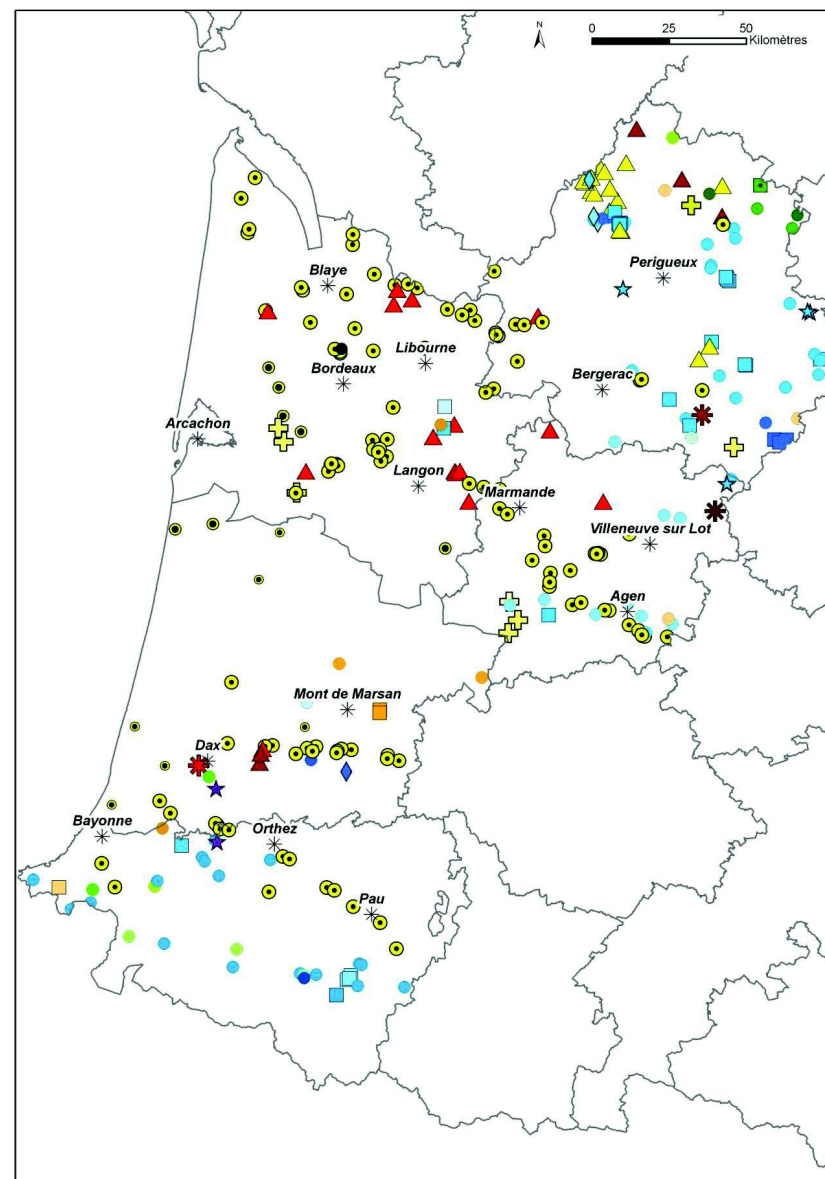 N
0 25 50
Kilomètres
Blaye
Perigueux
Libourne
Bordeaux
Bergerac
Arcachon
Langon
Marmande
Villeneuve sur Lot
Agen
Mont de Marsan
Dax
Bayonne
Orthez
Pau